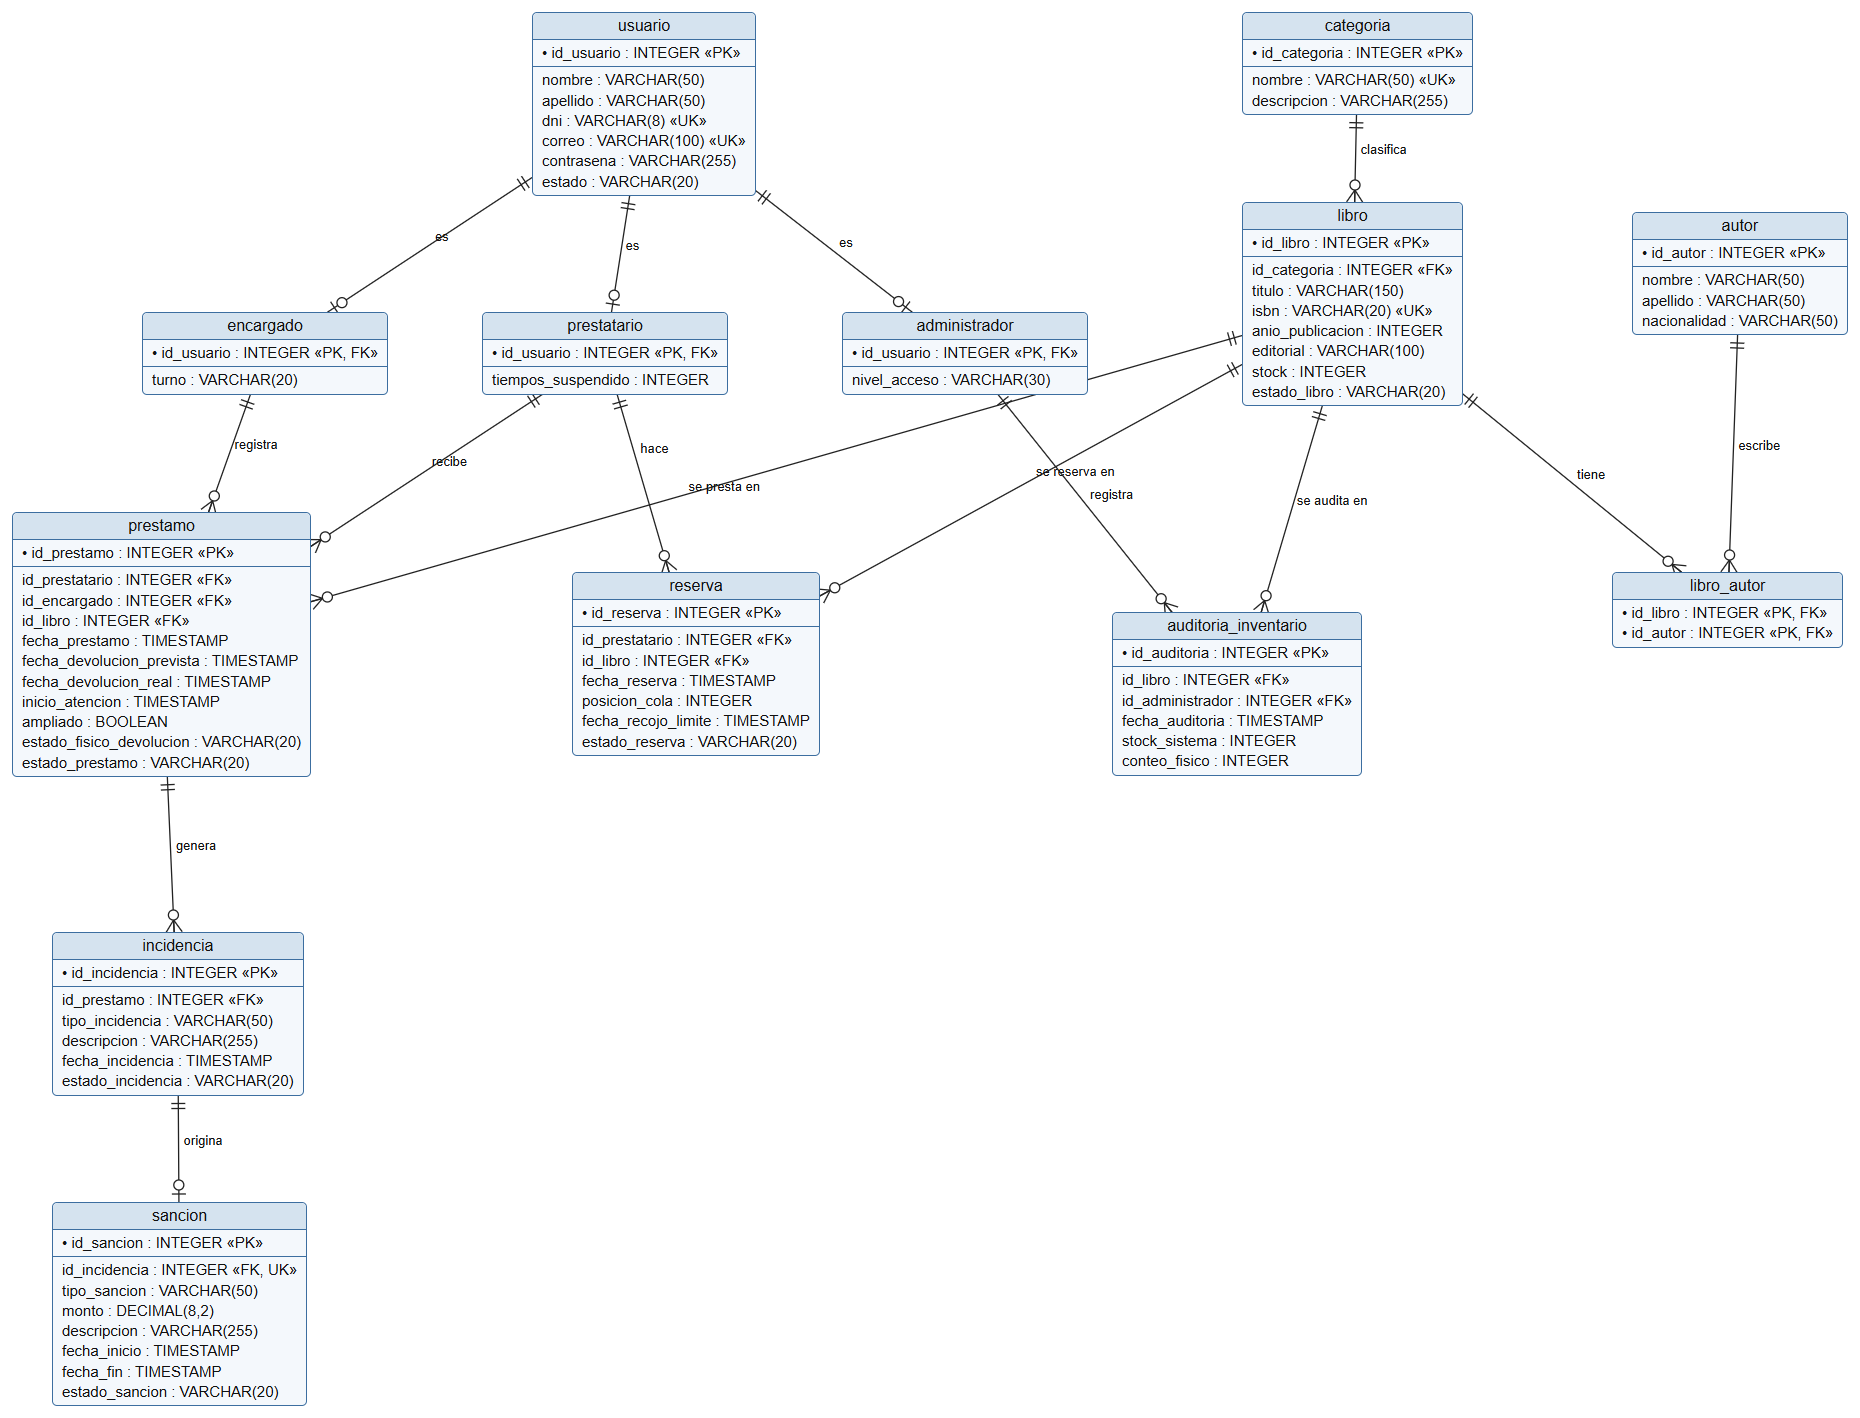 usuario
• id_usuario : INTEGER «PK»
nombre : VARCHAR(50)
apellido : VARCHAR(50)
dni : VARCHAR(8) «UK»
correo : VARCHAR(100) «UK»
contrasena : VARCHAR(255)
estado : VARCHAR(20)
categoria
• id_categoria : INTEGER «PK»
nombre : VARCHAR(50) «UK»
descripcion : VARCHAR(255)
clasifica
libro
• id_libro : INTEGER «PK»
id_categoria : INTEGER «FK»
titulo : VARCHAR(150)
isbn : VARCHAR(20) «UK»
anio_publicacion : INTEGER
editorial : VARCHAR(100)
stock : INTEGER
estado_libro : VARCHAR(20)
autor
• id_autor : INTEGER «PK»
nombre : VARCHAR(50)
apellido : VARCHAR(50)
nacionalidad : VARCHAR(50)
es
es
es
encargado
• id_usuario : INTEGER «PK, FK»
turno : VARCHAR(20)
prestatario
• id_usuario : INTEGER «PK, FK»
tiempos_suspendido : INTEGER
administrador
• id_usuario : INTEGER «PK, FK»
nivel_acceso : VARCHAR(30)
registra
recibe
hace
se presta en
se reserva en
registra
se audita en
tiene
escribe
prestamo
• id_prestamo : INTEGER «PK»
id_prestatario : INTEGER «FK»
id_encargado : INTEGER «FK»
id_libro : INTEGER «FK»
fecha_prestamo : TIMESTAMP
fecha_devolucion_prevista : TIMESTAMP
fecha_devolucion_real : TIMESTAMP
inicio_atencion : TIMESTAMP
ampliado : BOOLEAN
estado_fisico_devolucion : VARCHAR(20)
estado_prestamo : VARCHAR(20)
reserva
• id_reserva : INTEGER «PK»
id_prestatario : INTEGER «FK»
id_libro : INTEGER «FK»
fecha_reserva : TIMESTAMP
posicion_cola : INTEGER
fecha_recojo_limite : TIMESTAMP
estado_reserva : VARCHAR(20)
auditoria_inventario
• id_auditoria : INTEGER «PK»
id_libro : INTEGER «FK»
id_administrador : INTEGER «FK»
fecha_auditoria : TIMESTAMP
stock_sistema : INTEGER
conteo_fisico : INTEGER
libro_autor
• id_libro : INTEGER «PK, FK»
• id_autor : INTEGER «PK, FK»
genera
incidencia
• id_incidencia : INTEGER «PK»
id_prestamo : INTEGER «FK»
tipo_incidencia : VARCHAR(50)
descripcion : VARCHAR(255)
fecha_incidencia : TIMESTAMP
estado_incidencia : VARCHAR(20)
origina
sancion
• id_sancion : INTEGER «PK»
id_incidencia : INTEGER «FK, UK»
tipo_sancion : VARCHAR(50)
monto : DECIMAL(8,2)
descripcion : VARCHAR(255)
fecha_inicio : TIMESTAMP
fecha_fin : TIMESTAMP
estado_sancion : VARCHAR(20)